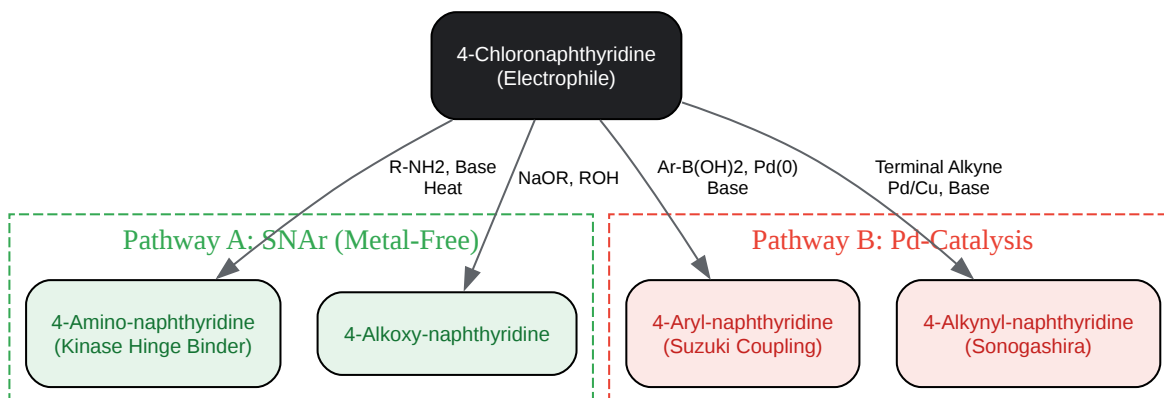 4-Chloronaphthyridine
(Electrophile)
R-NH2, Base
Heat
NaOR, ROH
Ar-B(OH)2, Pd(0)
Base
Terminal Alkyne
Pd/Cu, Base
Pathway A: SNAr (Metal-Free)
Pathway B: Pd-Catalysis
4-Amino-naphthyridine
(Kinase Hinge Binder)
4-Alkoxy-naphthyridine
4-Aryl-naphthyridine
(Suzuki Coupling)
4-Alkynyl-naphthyridine
(Sonogashira)